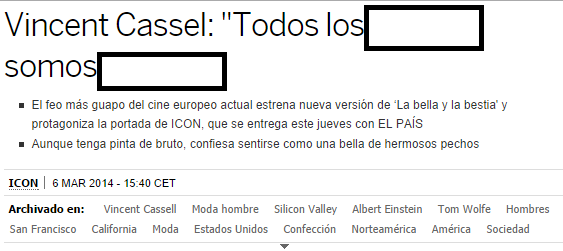 Vincent Cassel: "Todos los
somos
El feo más guapo del cine europeo actual estrena nueva versión de ‘La bella y la bestia' y
protagoniza la portada de ICON, que se entrega este jueves con EL PAÍS
Aunque tenga pinta de bruto, confiesa sentirse como una bella de hermosos pechos
ICON | 6 MAR 2014 - 15:40 CET
Archivado en: Vincent Cassell Moda hombre Silicon Valley Albert Einstein Tom Wolfe Hombres
San Francisco California Moda Estados Unidos Confección Norteamérica América Sociedad